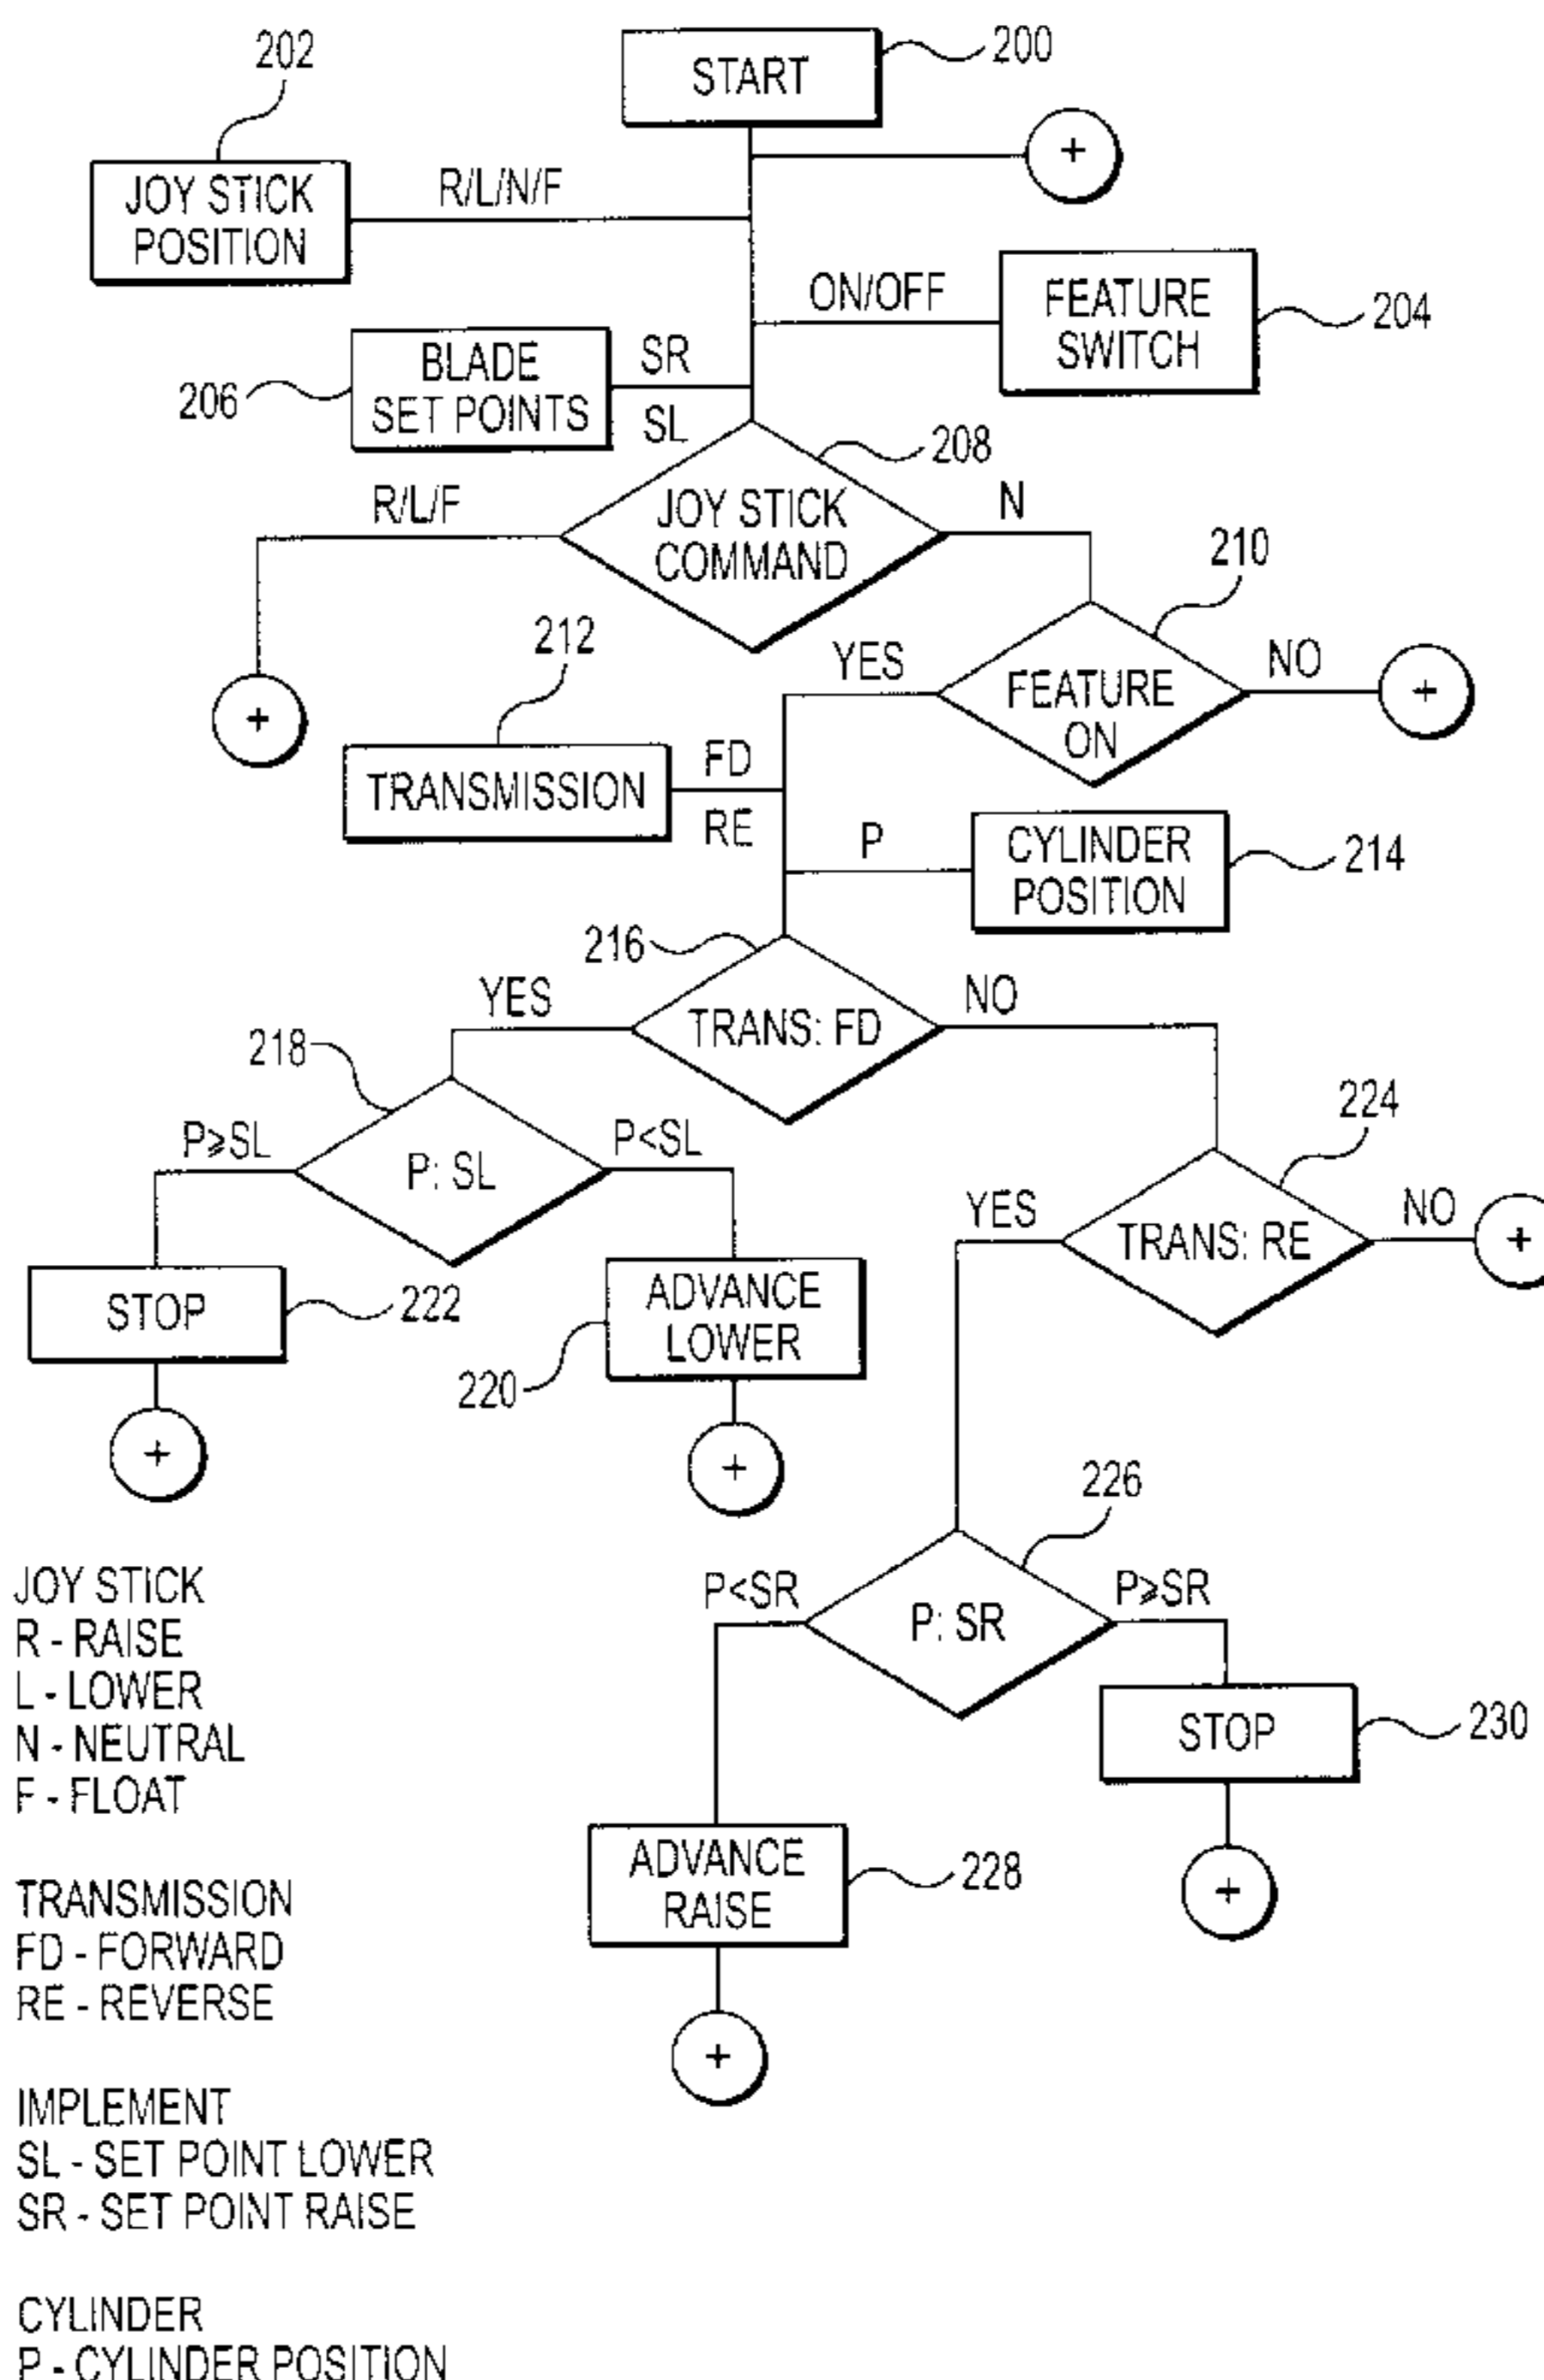 START
200
+
202
JOY STICK
POSITION
R/L/N/F
ON/OFF
FEATURE
SWITCH
204
206
BLADE
SET POINTS
SR
SL
208
R/L/F
JOY STICK
COMMAND
N
+
210
YES
FEATURE
ON
NO
+
212
TRANSMISSION
FD
RE
P
CYLINDER
POSITION
214
216
YES
TRANS: FD
NO
218
P⩾SL
P: SL
P<SL
224
YES
TRANS: RE
NO
+
STOP
222
ADVANCE
LOWER
220
+
+
226
P<SR
P: SR
P⩾SR
STOP
230
+
ADVANCE
RAISE
228
+
JOY STICK
R - RAISE
L - LOWER
N - NEUTRAL
F - FLOAT
TRANSMISSION
FD - FORWARD
RE - REVERSE
IMPLEMENT
SL - SET POINT LOWER
SR - SET POINT RAISE
CYLINDER
P - CYLINDER POSITION